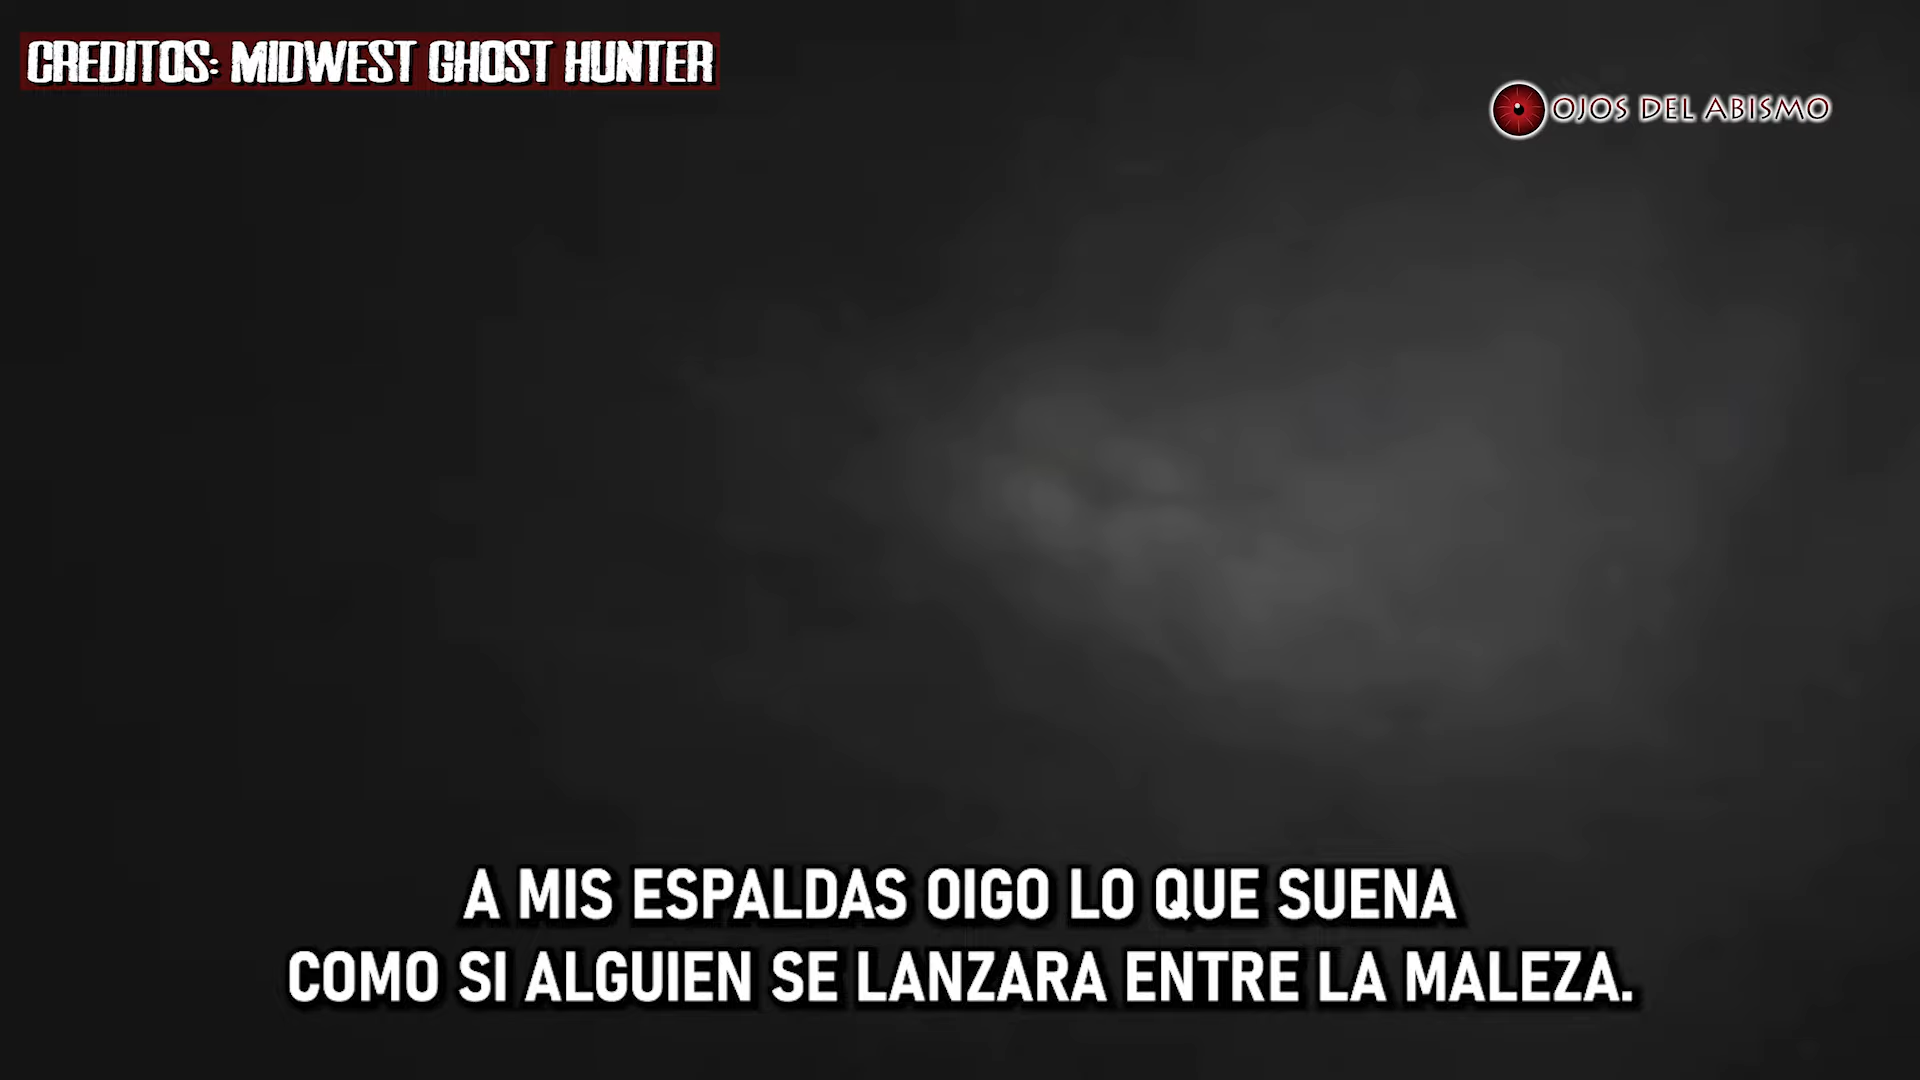 CREDITOS: MIDWEST GHOST HUNTER
OJOS DEL ABISMO
A MIS ESPALDAS OIGO LO QUE SUENA
COMO SI ALGUIEN SE LANZARA ENTRE LA MALEZA.